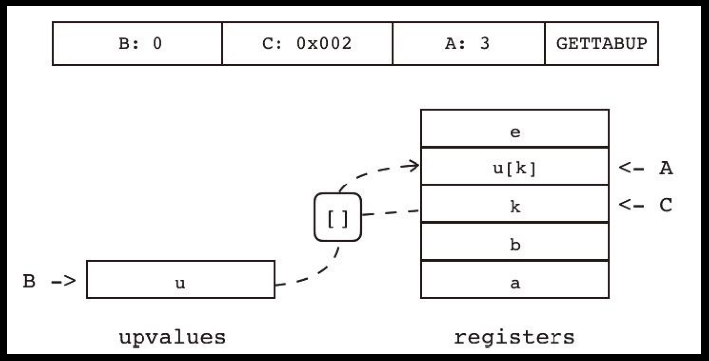 B: 0 C: 0x002 A: 3 GETTABUP
e
u[k] <- A
[] k <- C
b
B -> u a
upvalues registers